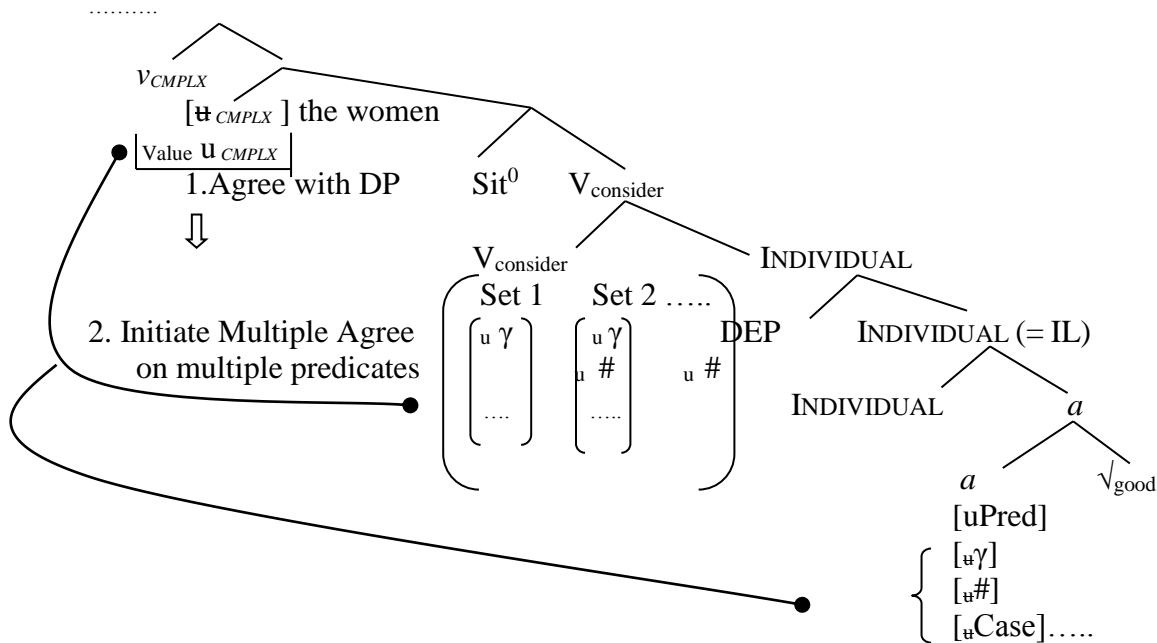 ……….
v CMPLX
[u CMPLX ] the women
Value u CMPLX
1.Agree with DP Sit0 Vconsider
Vconsider INDIVIDUAL
Set 1 Set 2 …..
2. Initiate Multiple Agree u γ u γ DEP INDIVIDUAL (= IL)
on multiple predicates u # u #
INDIVIDUAL a
…. …..
a √good
[uPred]
[uγ]
[u#]
[uCase]…..